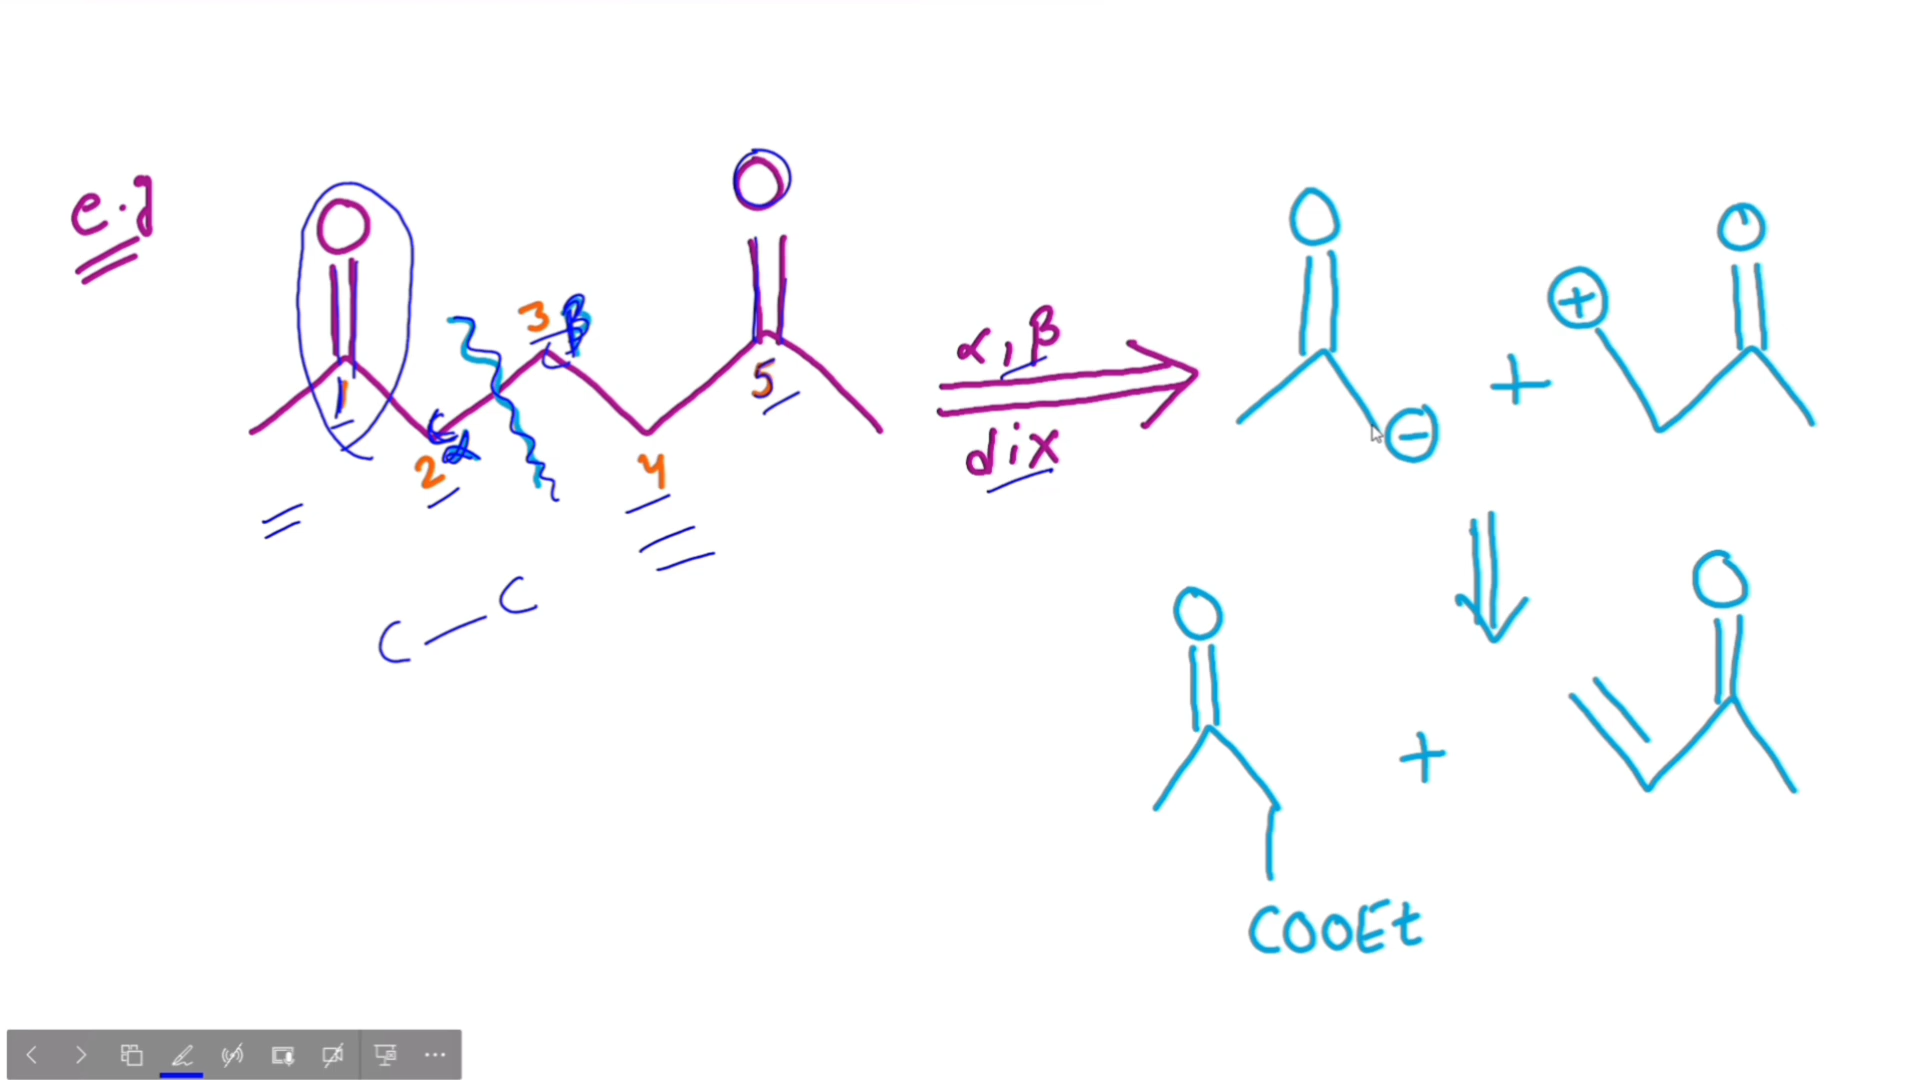 e.g
O
O
1
2
α
3
β
4
5
C
C
α, β
dix
O
−
+
+
O
O
+
O
COOEt